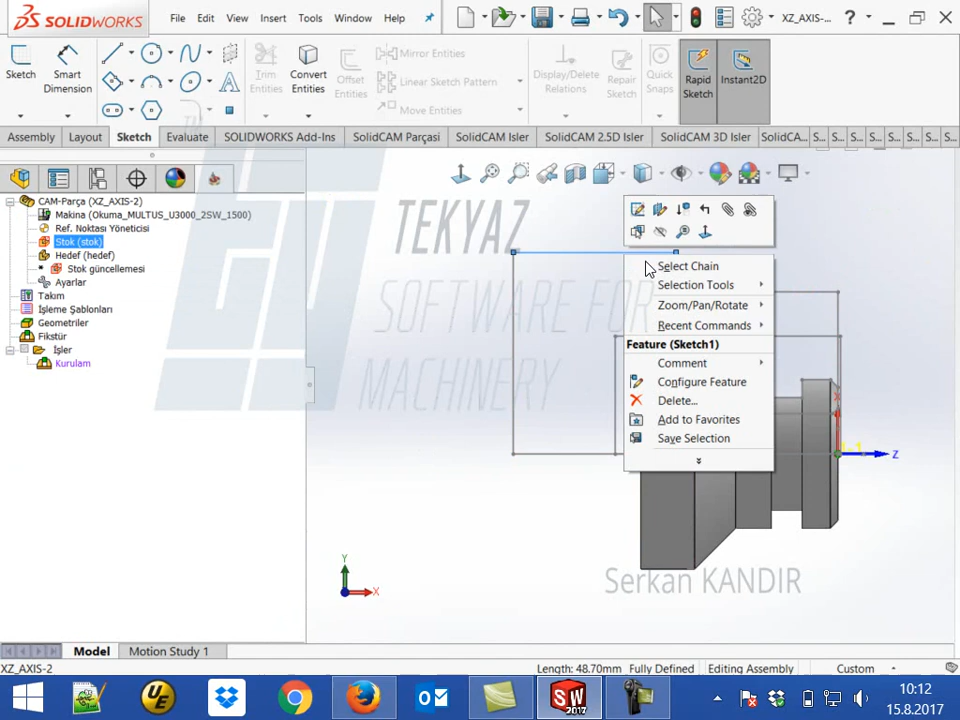 SOLIDWORKS
File Edit View Insert Tools Window Help
XZ_AXIS-...
Sketch
Smart Dimension
Trim Entities
Convert Entities
Offset Entities
Mirror Entities
Linear Sketch Pattern
Move Entities
Display/Delete Relations
Repair Sketch
Quick Snaps
Rapid Sketch
Instant2D
Assembly Layout Sketch Evaluate SOLIDWORKS Add-Ins SolidCAM Parçasi SolidCAM Isler SolidCAM 2.5D Isler SolidCAM 3D Isler SolidCA... S... S... S... S... S... S...
CAM-Parça (XZ_AXIS-2)
Makina (Okuma_MULTUS_U3000_2SW_1500)
Ref. Noktası Yöneticisi
Stok (stok)
Hedef (hedef)
Stok güncellemesi
Ayarlar
Takım
İşleme Şablonları
Geometriler
Fikstür
İşler
Kurulam
TEKYAZ
SOFTWARE FOR
MACHINERY
Select Chain
Selection Tools
Zoom/Pan/Rotate
Recent Commands
Feature (Sketch1)
Comment
Configure Feature
Delete...
Add to Favorites
Save Selection
X
Z
Y
X
Serkan KANDIR
Model Motion Study 1
XZ_AXIS-2 Length: 48.70mm Fully Defined Editing Assembly Custom
10:12
15.8.2017
SW
2017